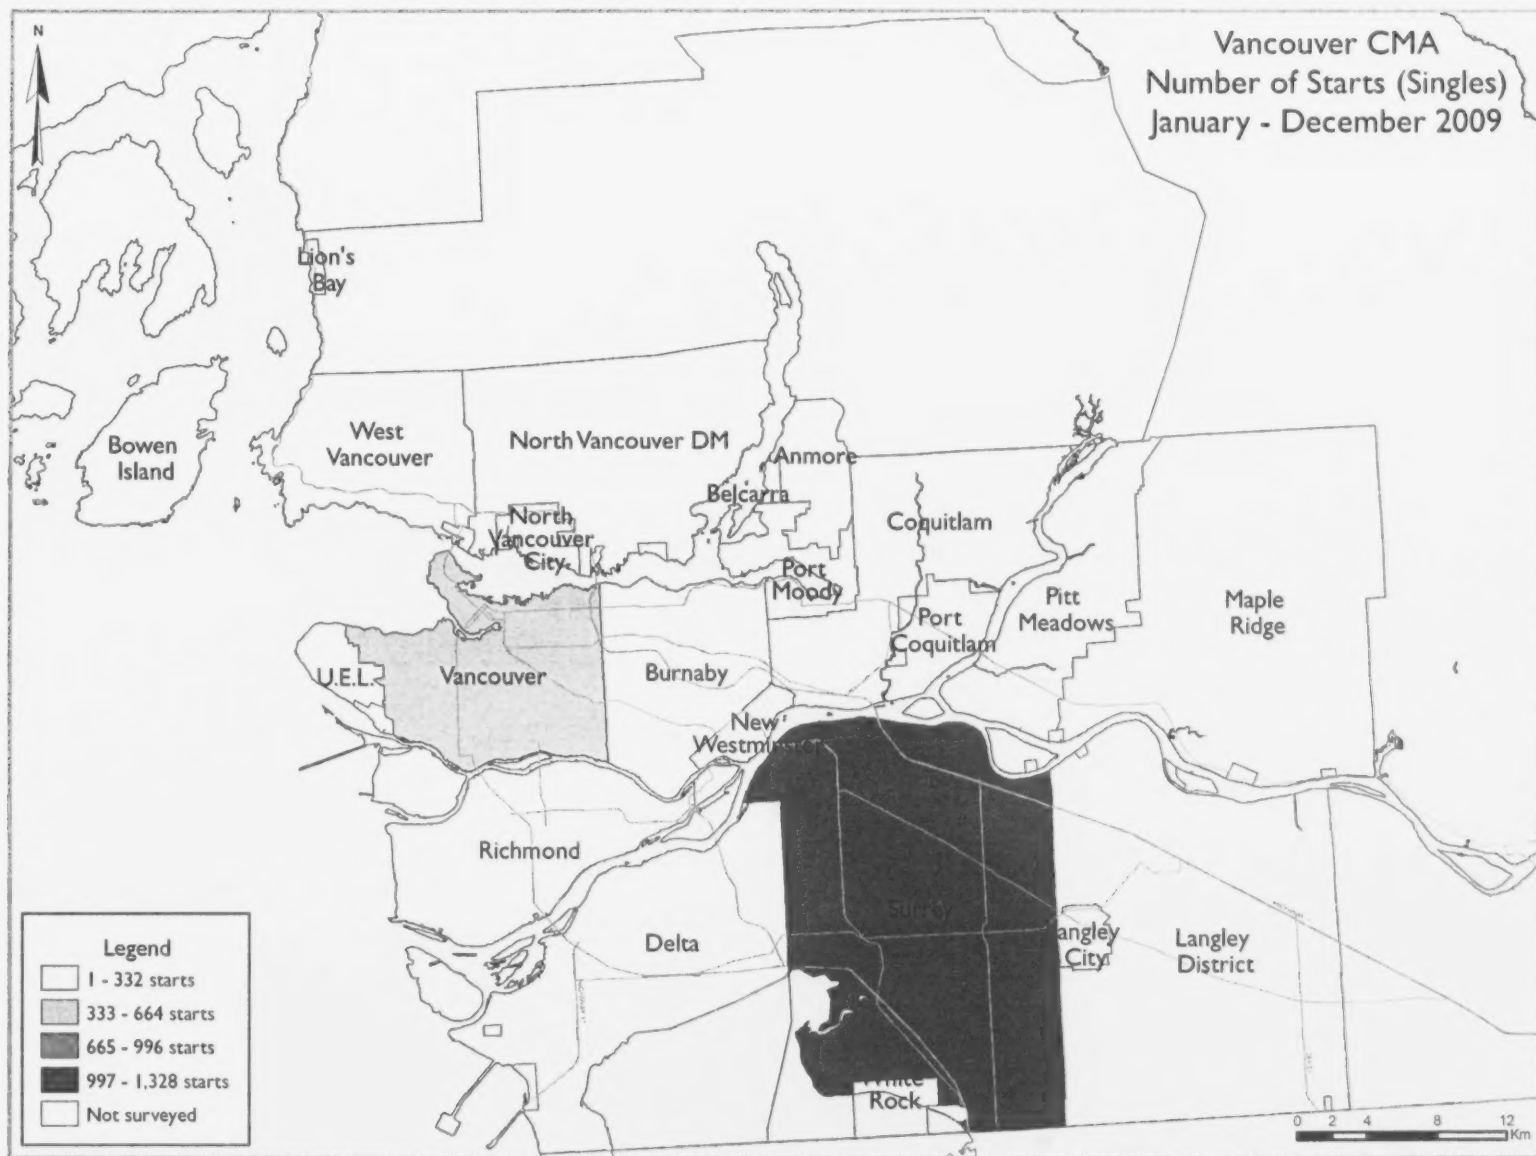 N
Vancouver CMA
Number of Starts (Singles)
January - December 2009
Lion's
Bay
Bowen
Island
West
Vancouver
North Vancouver DM
Anmore
Belcarra
North
Vancouver
City
Coquitlam
Port
Moody
Port
Coquitlam
Pitt
Meadows
Maple
Ridge
U.E.L.
Vancouver
Burnaby
New
Westminster
Richmond
Surrey
Delta
Langley
City
Langley
District
White
Rock
Legend
1 - 332 starts
333 - 664 starts
665 - 996 starts
997 - 1,328 starts
Not surveyed
0 2 4 8 12
Km